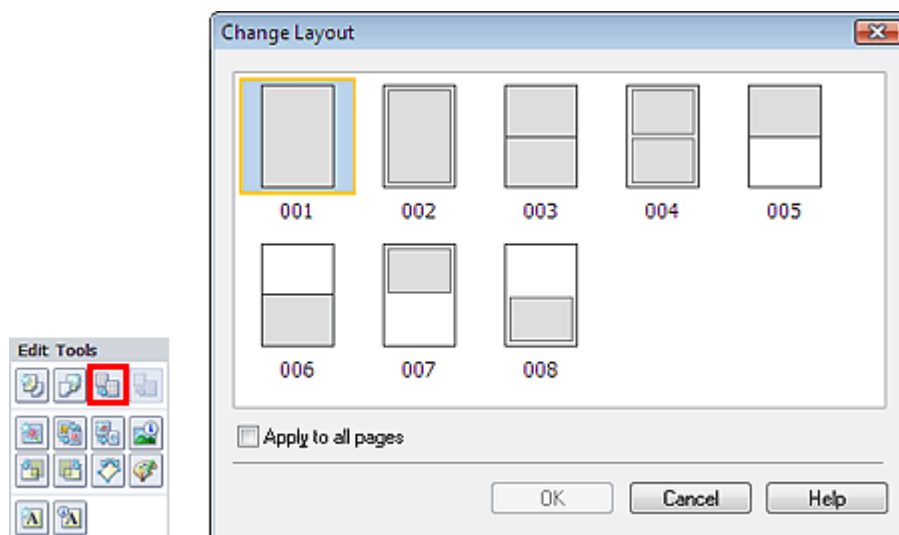 Change Layout
001 002 003 004 005
006 007 008
Apply to all pages
OK Cancel Help
Edit Tools
A A